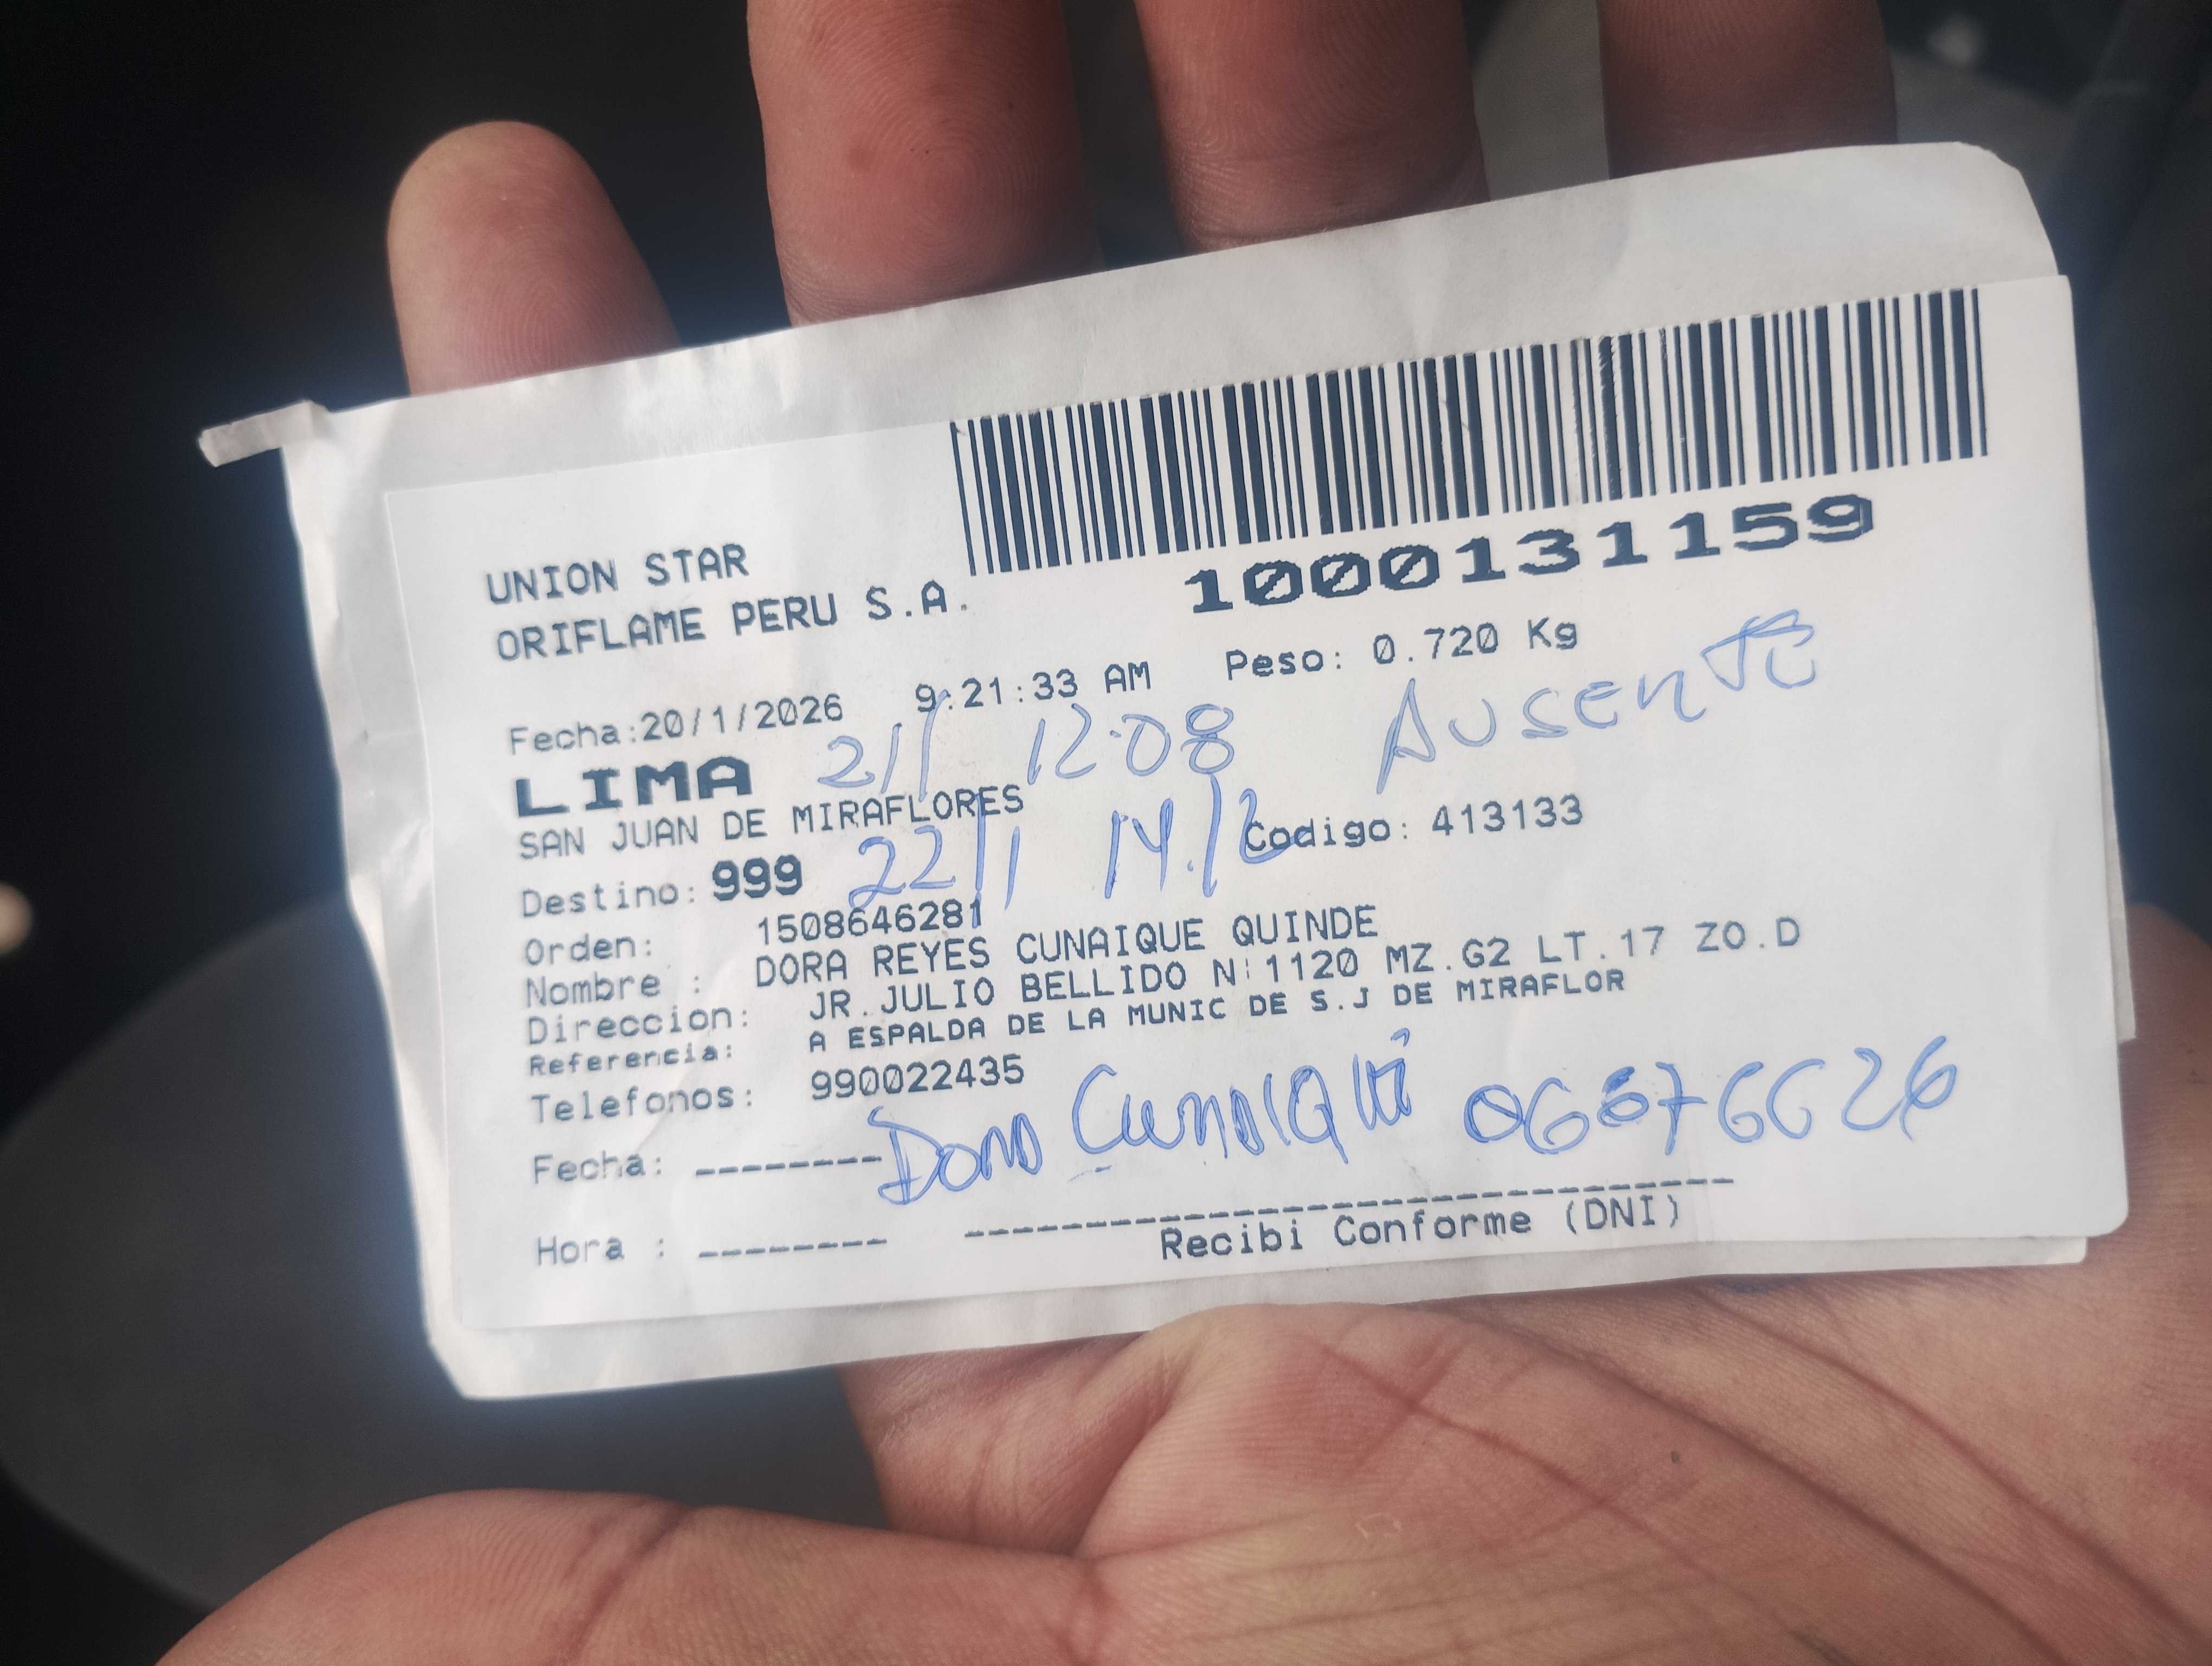 UNION STAR
ORIFLAME PERU S.A.
1000131159
Fecha:20/1/2026 9:21:33 AM Peso: 0.720 Kg
LIMA 21/1 12:08 Ausente
SAN JUAN DE MIRAFLORES
Destino: 999 22/1 14.12 Codigo: 413133
Orden: 1508646281
Nombre : DORA REYES CUNAIQUE QUINDE
Direccion: JR.JULIO BELLIDO N:1120 MZ.G2 LT.17 ZO.D
Referencia: A ESPALDA DE LA MUNIC DE S.J DE MIRAFLOR
Telefonos: 990022435
Fecha: --------
Hora : --------
Recibi Conforme (DNI)